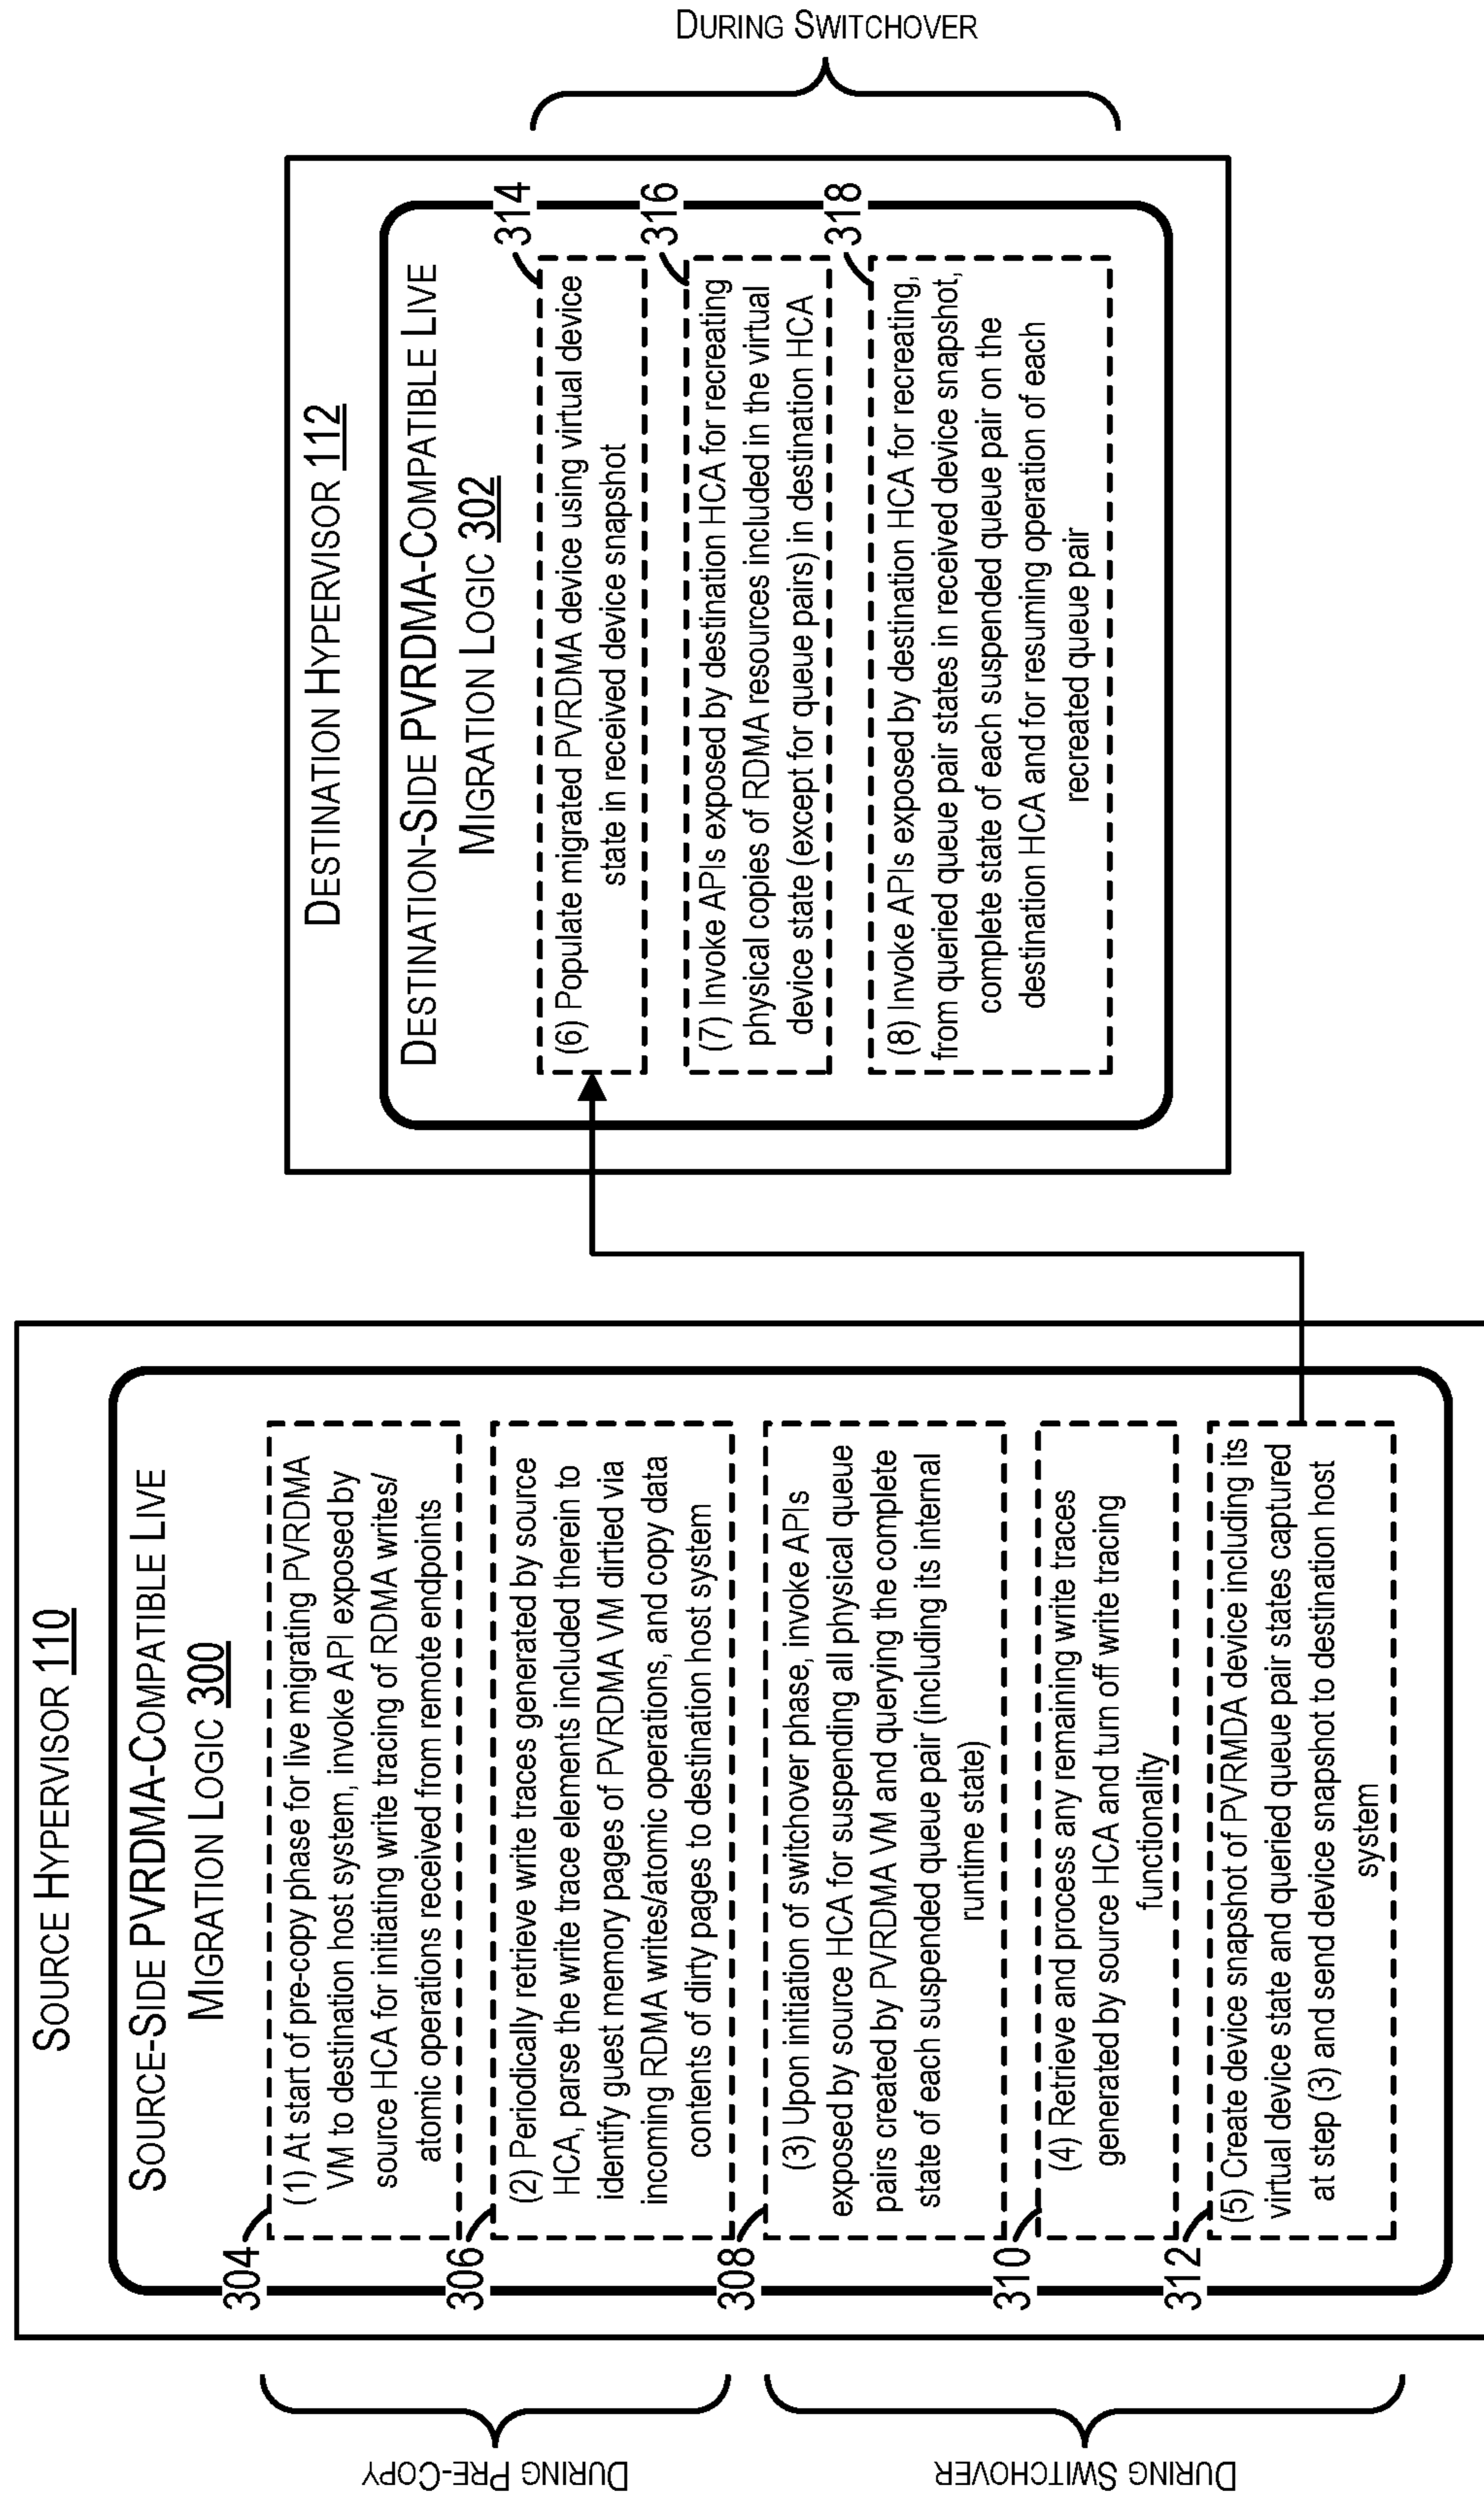 SOURCE HYPERVISOR 110
SOURCE-SIDE PVRDMA-COMPATIBLE LIVE
MIGRATION LOGIC 300
DURING PRE-COPY
304
(1) At start of pre-copy phase for live migrating PVRDMA
VM to destination host system, invoke API exposed by
source HCA for initiating write tracing of RDMA writes/
atomic operations received from remote endpoints
306
(2) Periodically retrieve write traces generated by source
HCA, parse the write trace elements included therein to
identify guest memory pages of PVRDMA VM dirtied via
incoming RDMA writes/atomic operations, and copy data
contents of dirty pages to destination host system
DURING SWITCHOVER
308
(3) Upon initiation of switchover phase, invoke APIs
exposed by source HCA for suspending all physical queue
pairs created by PVRDMA VM and querying the complete
state of each suspended queue pair (including its internal
runtime state)
310
(4) Retrieve and process any remaining write traces
generated by source HCA and turn off write tracing
functionality
312
(5) Create device snapshot of PVRMDA device including its
virtual device state and queried queue pair states captured
at step (3) and send device snapshot to destination host
system
DESTINATION HYPERVISOR 112
DESTINATION-SIDE PVRDMA-COMPATIBLE LIVE
MIGRATION LOGIC 302
314
(6) Populate migrated PVRDMA device using virtual device
state in received device snapshot
316
(7) Invoke APIs exposed by destination HCA for recreating
physical copies of RDMA resources included in the virtual
device state (except for queue pairs) in destination HCA
318
(8) Invoke APIs exposed by destination HCA for recreating,
from queried queue pair states in received device snapshot,
complete state of each suspended queue pair on the
destination HCA and for resuming operation of each
recreated queue pair
DURING SWITCHOVER